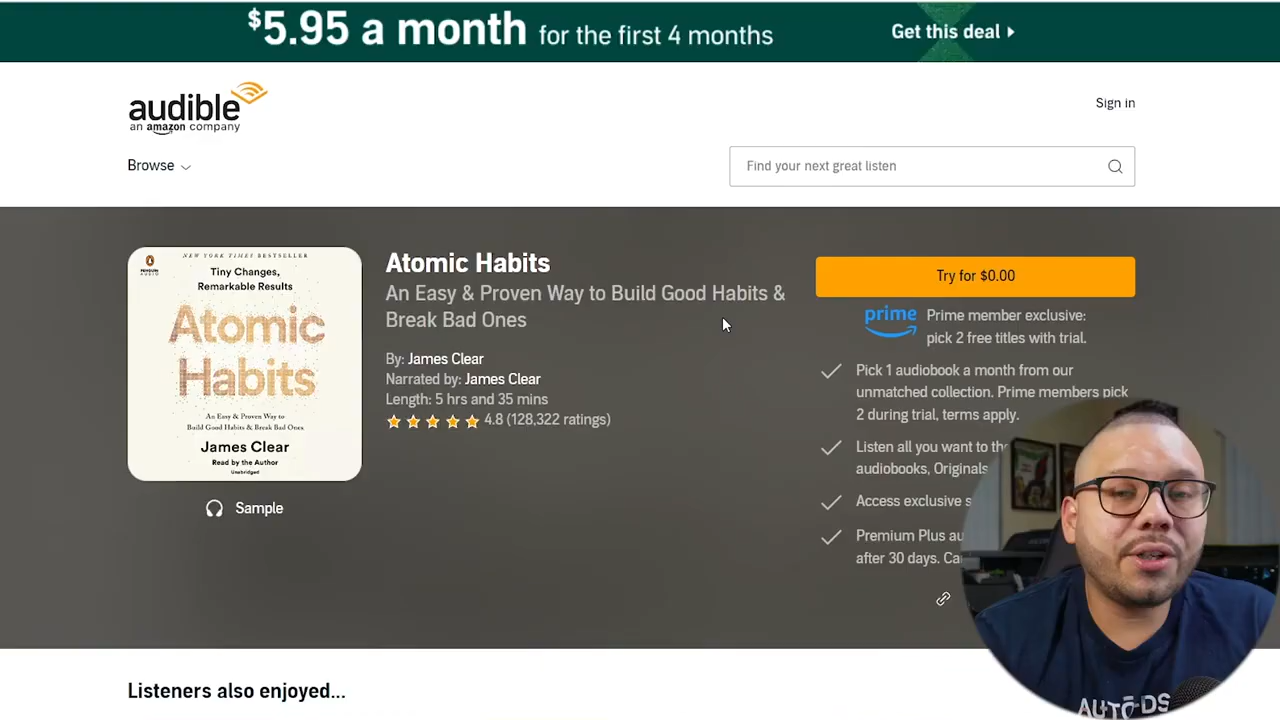 $5.95 a month for the first 4 months Get this deal
audible
an amazon company
Sign in
Browse
Find your next great listen
NEW YORK TIMES BESTSELLER
PENGUIN
AUDIO
Tiny Changes,
Remarkable Results
Atomic
Habits
An Easy & Proven Way to
Build Good Habits & Break Bad Ones
James Clear
Read by the Author
Unabridged
Sample
Atomic Habits
An Easy & Proven Way to Build Good Habits &
Break Bad Ones
By: James Clear
Narrated by: James Clear
Length: 5 hrs and 35 mins
4.8 (128,322 ratings)
Try for $0.00
prime
Prime member exclusive:
pick 2 free titles with trial.
Pick 1 audiobook a month from our
unmatched collection. Prime members pick
2 during trial, terms apply.
Listen all you want to the
audiobooks, Originals
Access exclusive s
Premium Plus au
after 30 days. Ca
Listeners also enjoyed...
AUTODS